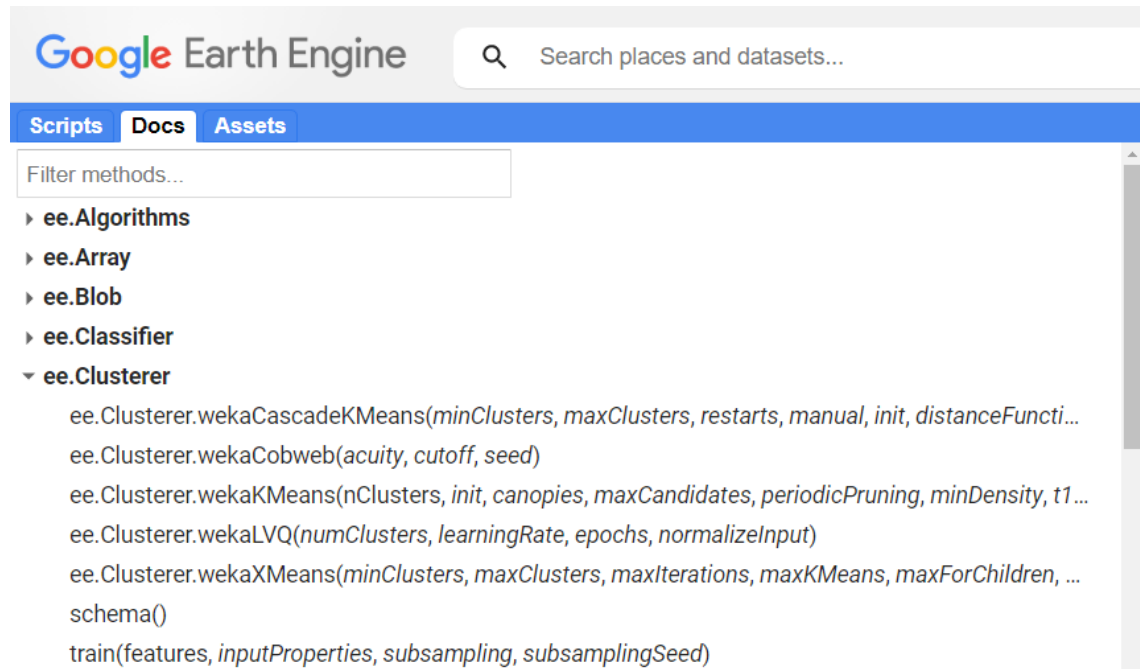 Google Earth Engine
Search places and datasets...
Scripts Docs Assets
Filter methods...
ee.Algorithms
ee.Array
ee.Blob
ee.Classifier
ee.Clusterer
ee.Clusterer.wekaCascadeKMeans(minClusters, maxClusters, restarts, manual, init, distanceFuncti...
ee.Clusterer.wekaCobweb(acuity, cutoff, seed)
ee.Clusterer.wekaKMeans(nClusters, init, canopies, maxCandidates, periodicPruning, minDensity, t1...
ee.Clusterer.wekaLVQ(numClusters, learningRate, epochs, normalizeInput)
ee.Clusterer.wekaXMeans(minClusters, maxClusters, maxIterations, maxKMeans, maxForChildren, ...
schema()
train(features, inputProperties, subsampling, subsamplingSeed)